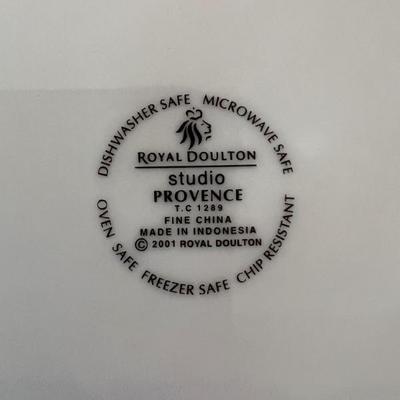 DISHWASHER SAFE MICROWAVE SAFE
ROYAL DOULTON
studio
PROVENCE
T.C 1289
FINE CHINA
MADE IN INDONESIA
© 2001 ROYAL DOULTON
OVEN SAFE FREEZER SAFE CHIP RESISTANT